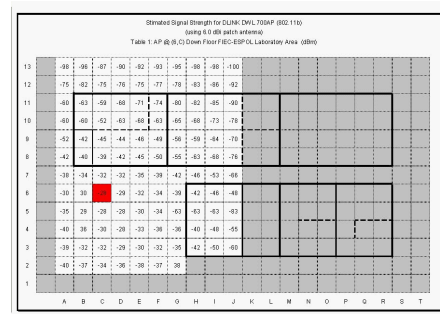 Stimated Signal Strength for D-LINK DWL 700AP (802.11b)
(using 6.0 dBi patch antenna)
Table 1: AP @ (6,C) Down Floor FIEC-ESPOL Laboratory Area (dBm)
13 -98 -96 -87 -90 -92 -93 -95 -98 -98 -100
12 -75 -82 -75 -76 -76 -77 -78 -83 -86 -92
11 -60 -63 -59 -68 -71 -74 -80 -82 -85 -90
10 -60 -60 -52 -63 -68 -63 -65 -68 -73 -78
9 -52 -42 -45 -44 -46 -49 -56 -59 -64 -70
8 -42 -40 -39 -42 -45 -50 -55 -63 -68 -76
7 -38 -34 -32 -32 -35 -39 -42 -46 -53 -66
6 -30 30 -29 -32 -34 -39 -42 -46 -48
5 -35 28 -28 -28 -30 -34 -63 -63 -63 -83
4 -40 36 -30 -28 -33 -36 -36 -40 -48 -55
3 -39 -32 -32 -29 -30 -32 -35 -42 -50 -60
2 -40 -37 -34 -36 -38 -37 38
1
A B C D E F G H I J K L M N O P Q R S T